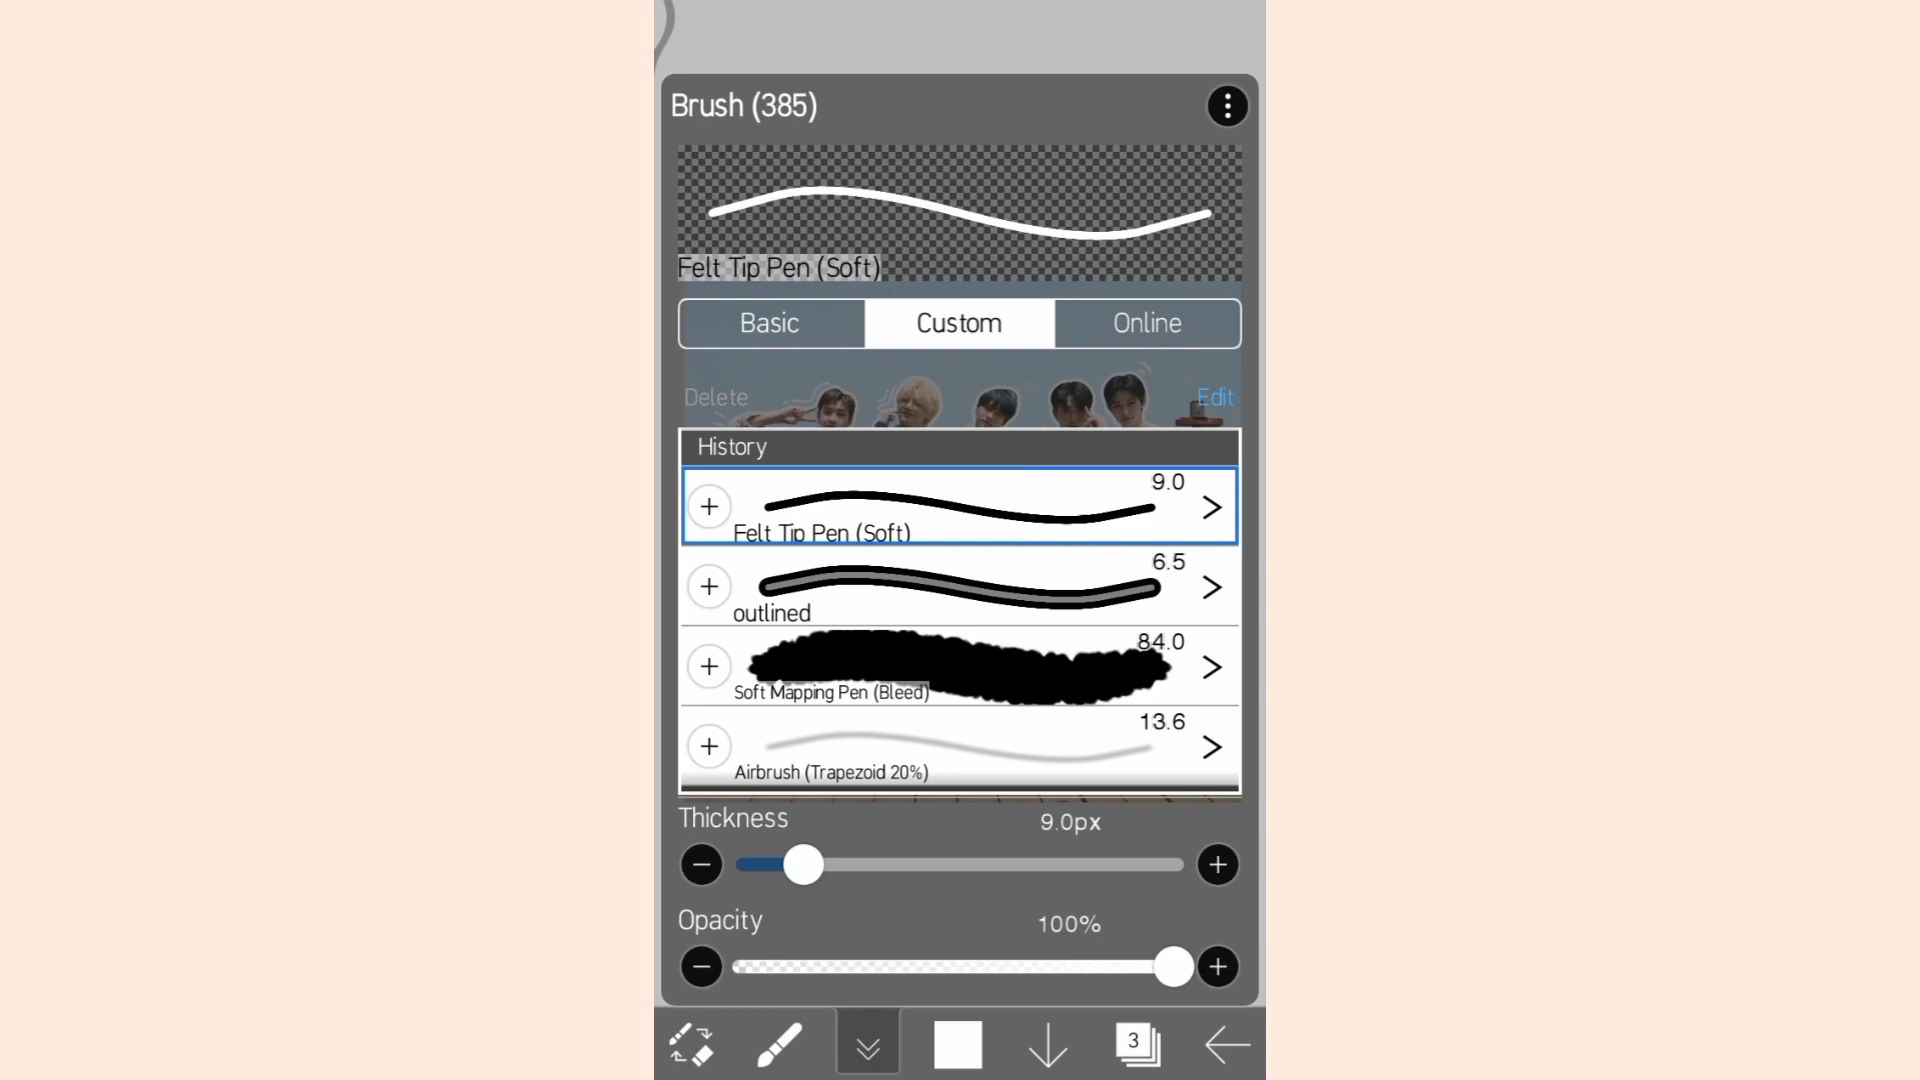 Brush (385)
Felt Tip Pen (Soft)
Basic Custom Online
Delete Edit
History
9.0
Felt Tip Pen (Soft)
6.5
outlined
84.0
Soft Mapping Pen (Bleed)
13.6
Airbrush (Trapezoid 20%)
Thickness 9.0px
Opacity 100%
3